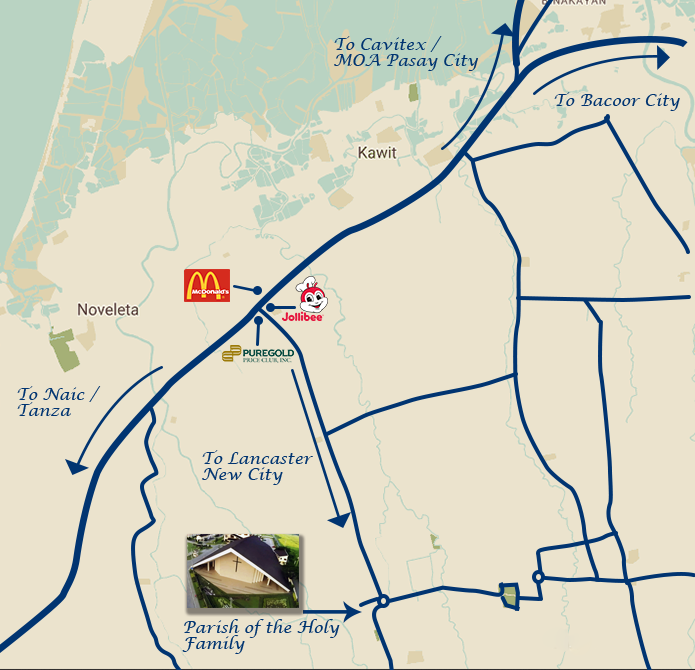 BINAKAYAN
To Cavitex /
MOA Pasay City
To Bacoor City
Kawit
McDonald's
Jollibee
Noveleta
PUREGOLD
PRICE CLUB, INC.
To Naic /
Tanza
To Lancaster
New City
Parish of the Holy
Family